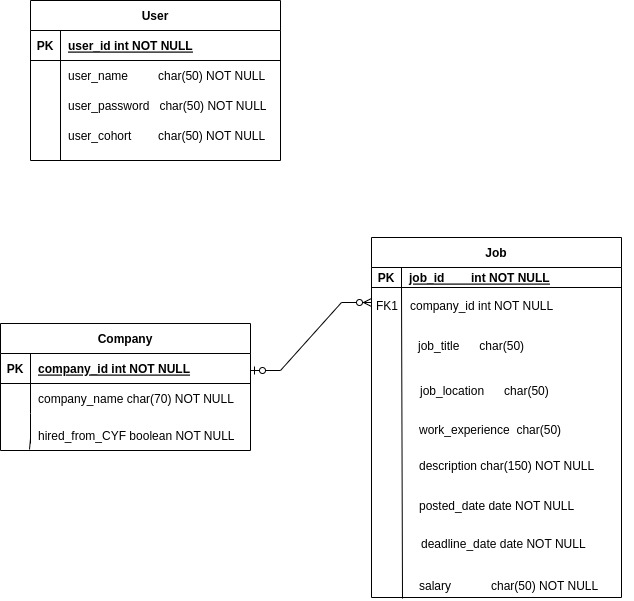 User
PK user_id int NOT NULL
user_name char(50) NOT NULL
user_password char(50) NOT NULL
user_cohort char(50) NOT NULL
Company
PK company_id int NOT NULL
company_name char(70) NOT NULL
hired_from_CYF boolean NOT NULL
Job
PK job_id int NOT NULL
FK1 company_id int NOT NULL
job_title char(50)
job_location char(50)
work_experience char(50)
description char(150) NOT NULL
posted_date date NOT NULL
deadline_date date NOT NULL
salary char(50) NOT NULL